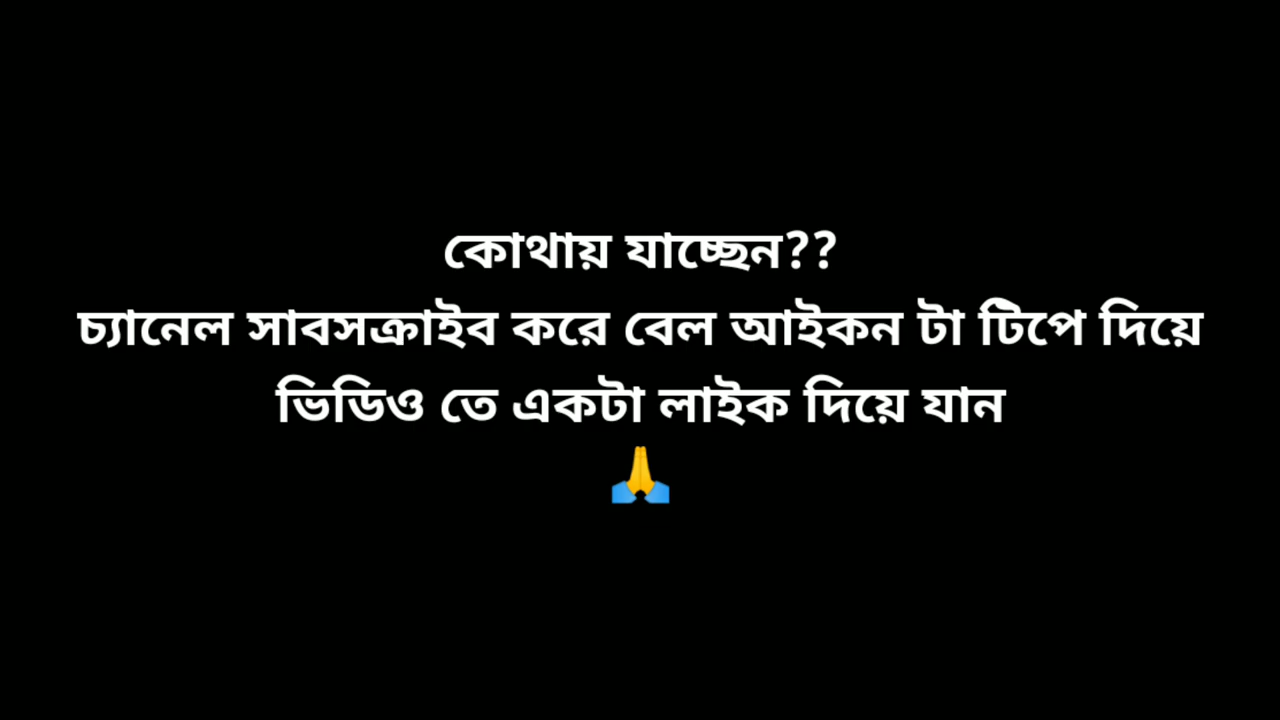 কোথায় যাচ্ছেন??
চ্যানেল সাবসক্রাইব করে বেল আইকন টা টিপে দিয়ে
ভিডিও তে একটা লাইক দিয়ে যান
🙏